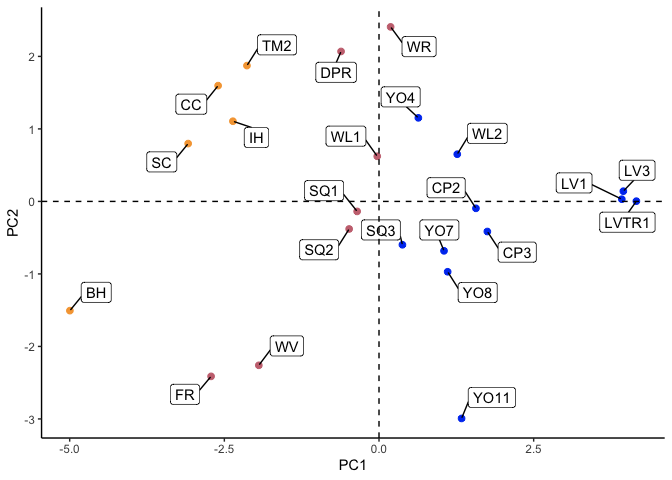 WR
TM2
DPR
2
CC
YO4
1
IH
WL1
WL2
SC
LV3
LV1
CP2
SQ1
0
LVTR1
SQ3
YO7
SQ2
CP3
PC2
-1
BH
YO8
WV
-2
FR
YO11
-3
-5.0 -2.5 0.0 2.5
PC1